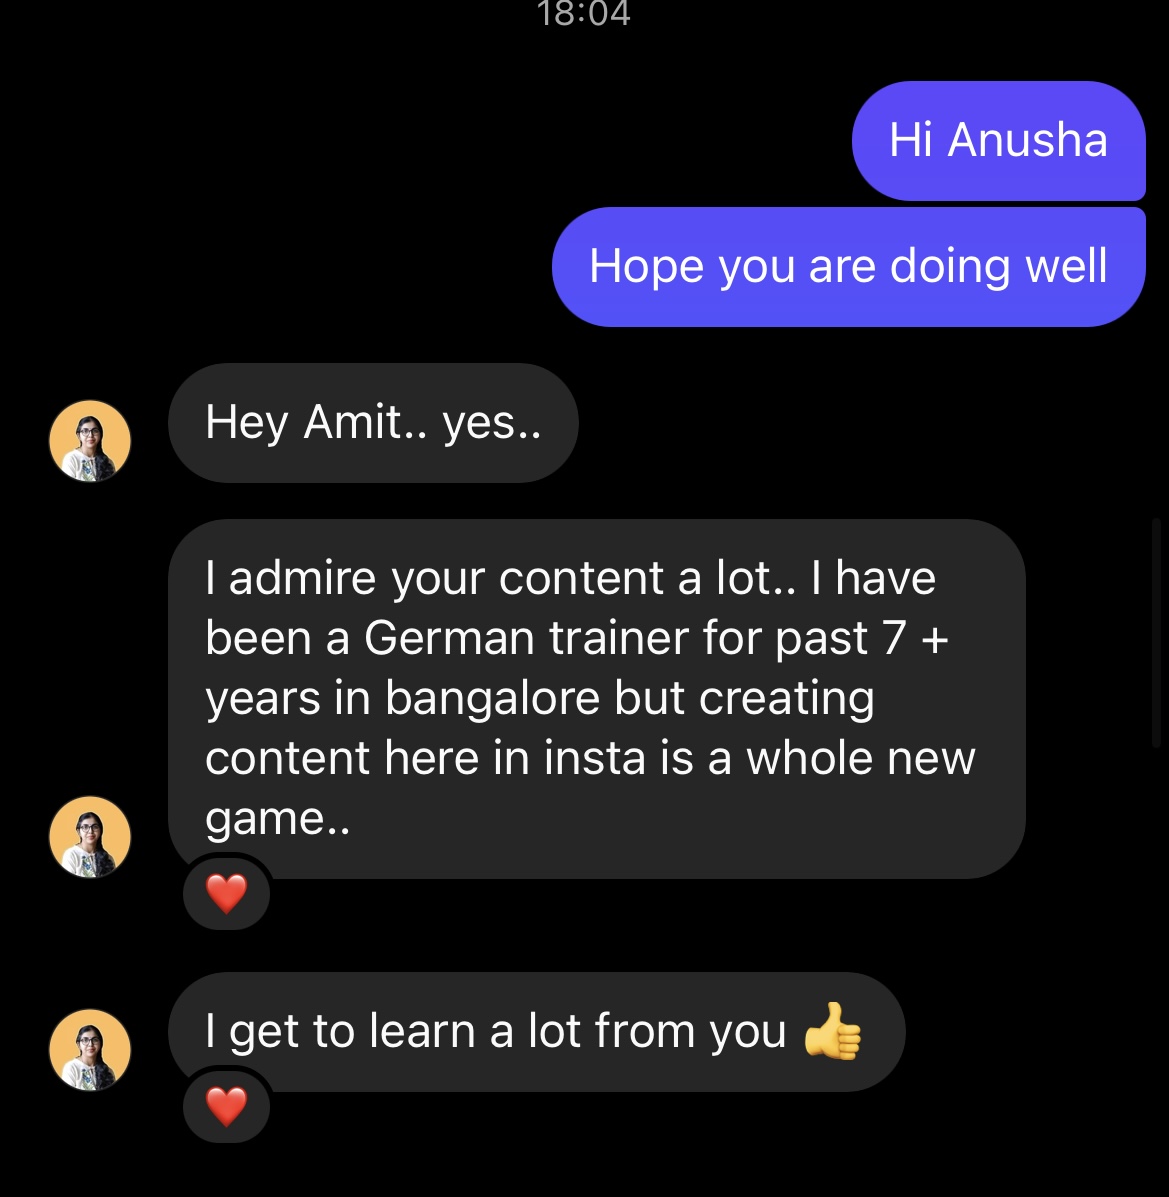 18:04
Hi Anusha
Hope you are doing well
Hey Amit.. yes..
I admire your content a lot.. I have
been a German trainer for past 7 +
years in bangalore but creating
content here in insta is a whole new
game..
❤️
I get to learn a lot from you 👍
❤️